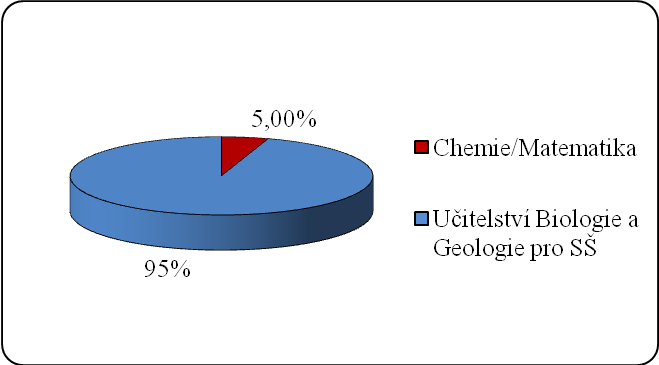 5,00%
Chemie/Matematika
Učitelství Biologie a
Geologie pro SŠ
95%